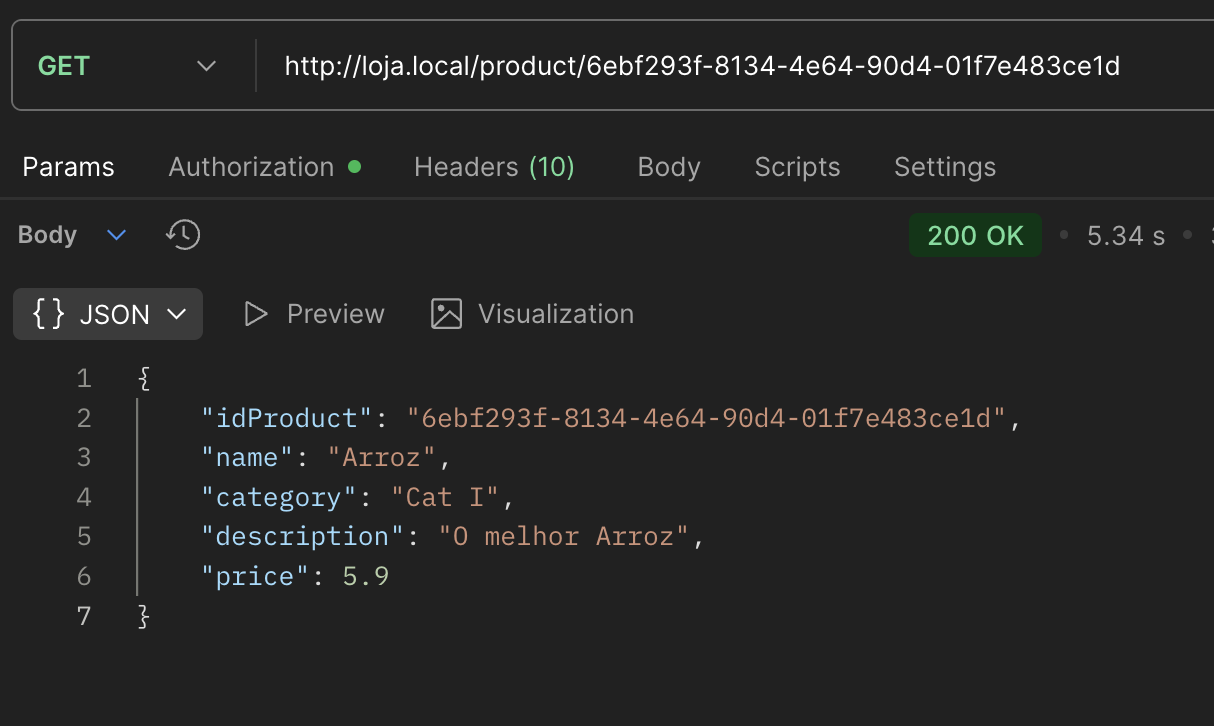 GET http://loja.local/product/6ebf293f-8134-4e64-90d4-01f7e483ce1d
Params Authorization Headers (10) Body Scripts Settings
Body 200 OK • 5.34 s •
{} JSON Preview Visualization
1 {
2 "idProduct": "6ebf293f-8134-4e64-90d4-01f7e483ce1d",
3 "name": "Arroz",
4 "category": "Cat I",
5 "description": "O melhor Arroz",
6 "price": 5.9
7 }